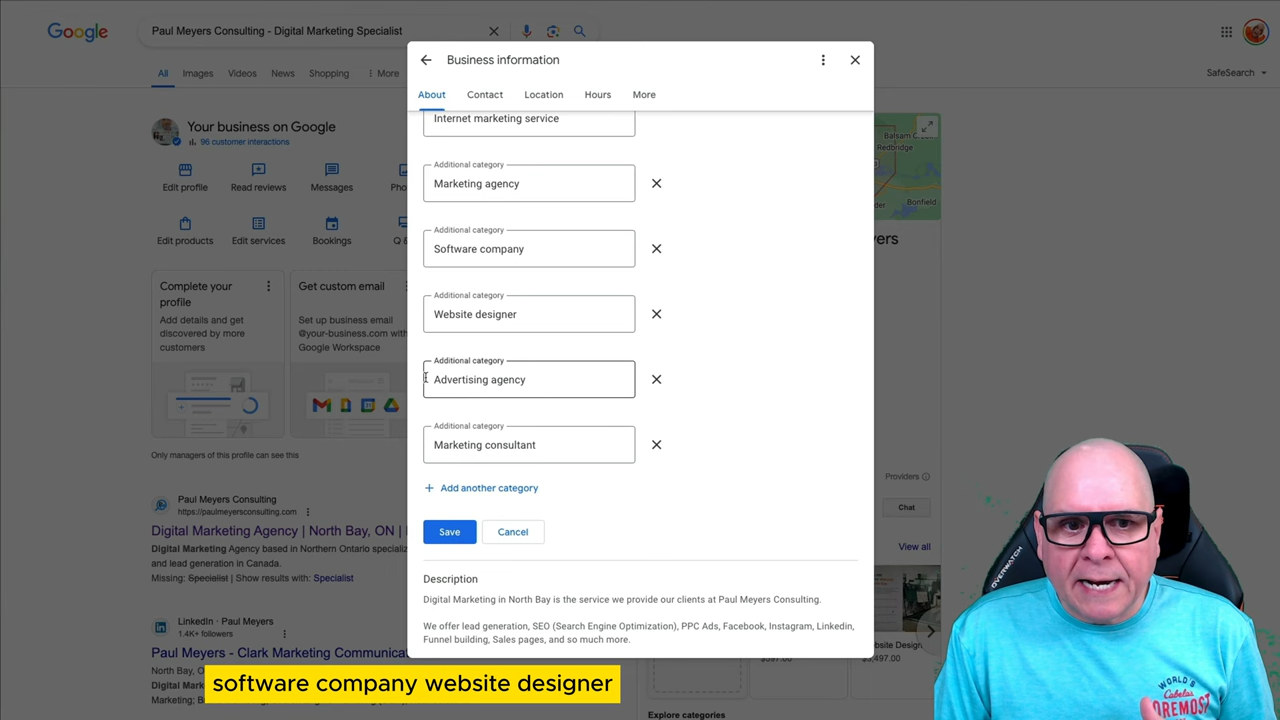 Google
Paul Meyers Consulting - Digital Marketing Specialist
All
Images
Videos
News
Shopping
More
SafeSearch
Your business on Google
96 customer interactions
Edit profile
Read reviews
Messages
Edit products
Edit services
Bookings
Complete your
profile
Add details and get
discovered by more
customers
Get custom email
Set up business email
@your-business.com with
Google Workspace
Only managers of this profile can see this
Paul Meyers Consulting
https://paulmeyersconsulting.com
Digital Marketing Agency | North Bay, ON |
Digital Marketing Agency based in Northern Ontario
and lead generation in Canada.
Missing: Specialist | Show results with: Specialist
LinkedIn · Paul Meyers
1.4K+ followers
Paul Meyers - Clark Marketing
Business information
About
Contact
Location
Hours
More
Internet marketing service
Additional category
Marketing agency
Additional category
Software company
Additional category
Website designer
Additional category
Advertising agency
Additional category
Marketing consultant
+ Add another category
Save
Cancel
Description
Digital Marketing in North Bay is the service we provide our clients at Paul Meyers Consulting.
We offer lead generation, SEO (Search Engine Optimization), PPC Ads, Facebook, Instagram, Linkedin,
Funnel building, Sales pages, and so much more.
Redbridge
Providers
Chat
View all
Explore categories
software company website designer
OVERWATCH
WORLD'S
Cabela's
FOREMOST